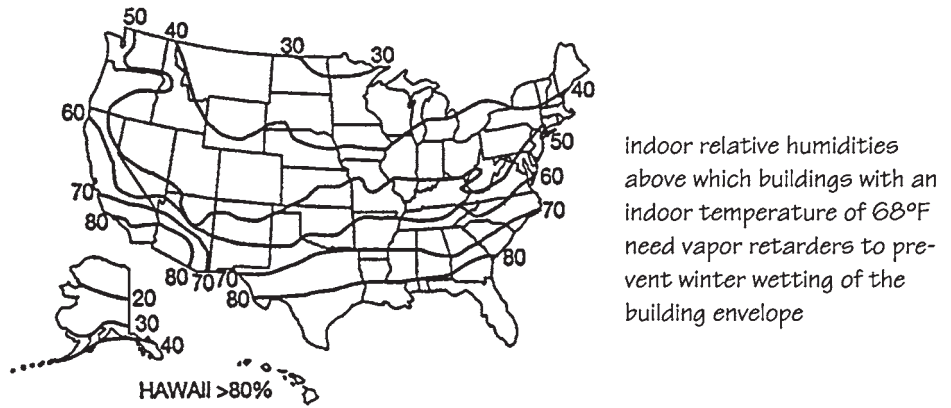 50
40
30
30
40
60
50
60
70
70
80
80
80
70
70
80
20
30
40
HAWAII >80%
indoor relative humidities
above which buildings with an
indoor temperature of 68°F
need vapor retarders to pre-
vent winter wetting of the
building envelope